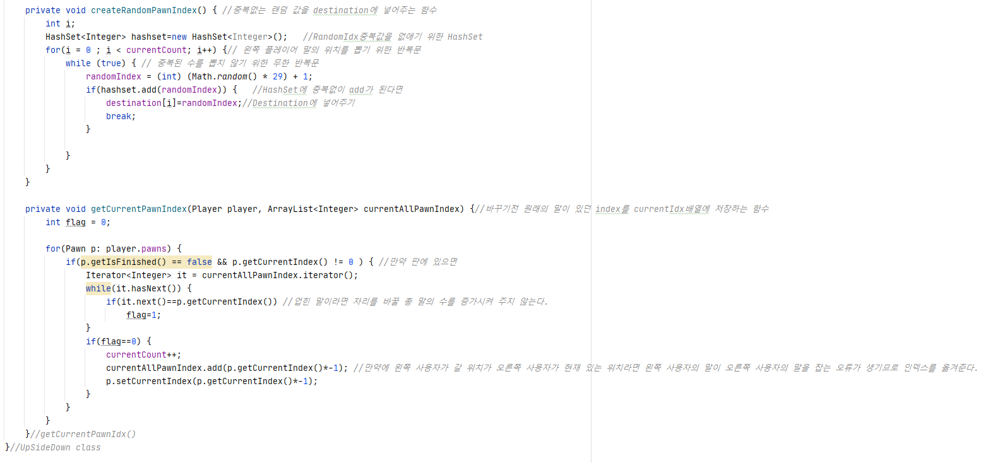 private void createRandomPawnIndex() { //중복없는 랜덤 값을 destination에 넣어주는 함수
int i;
HashSet<Integer> hashset=new HashSet<Integer>();   //RandomIdx중복값을 없애기 위한 HashSet
for(i = 0 ; i < currentCount; i++) {// 왼쪽 플레이어 말의 위치를 뽑기 위한 반복문
while (true) { // 중복된 수를 뽑지 않기 위한 무한 반복문
randomIndex = (int) (Math.random() * 29) + 1;
if(hashset.add(randomIndex)) {   //HashSet에 중복없이 add가 된다면
destination[i]=randomIndex;//Destination에 넣어주기
break;
}
}
}
}
private void getCurrentPawnIndex(Player player, ArrayList<Integer> currentAllPawnIndex) {//바꾸기전 원래의 말이 있던 index를 currentIdx배열에 저장하는 함수
int flag = 0;
for(Pawn p: player.pawns) {
if(p.getIsFinished() == false && p.getCurrentIndex() != 0 ) { //만약 판에 있으면
Iterator<Integer> it = currentAllPawnIndex.iterator();
while(it.hasNext()) {
if(it.next()==p.getCurrentIndex()) //업힌 말이라면 자리를 바꿀 총 말의 수를 증가시켜 주지 않는다.
flag=1;
}
if(flag==0) {
currentCount++;
currentAllPawnIndex.add(p.getCurrentIndex()*-1); //만약에 왼쪽 사용자가 갈 위치가 오른쪽 사용자가 현재 있는 위치라면 왼쪽 사용자의 말이 오른쪽 사용자의 말을 잡는 오류가 생기므로 인덱스를 옮겨준다.
p.setCurrentIndex(p.getCurrentIndex()*-1);
}
}
}
}//getCurrentPawnIdx()
}//UpSideDown class